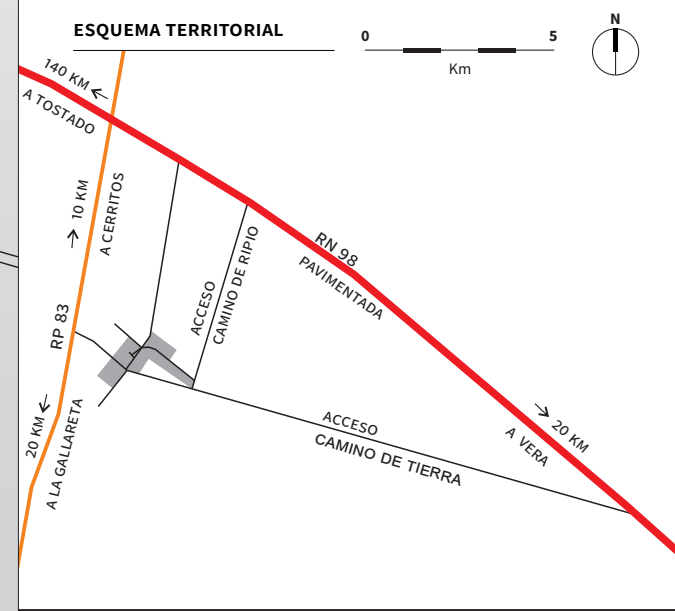 ESQUEMA TERRITORIAL
0 5
Km
N
140 KM
A TOSTADO
10 KM
A CERRITOS
ACCESO
CAMINO DE RIPIO
RN 98
PAVIMENTADA
RP 83
20 KM
A LA GALLARETA
ACCESO
CAMINO DE TIERRA
20 KM
A VERA